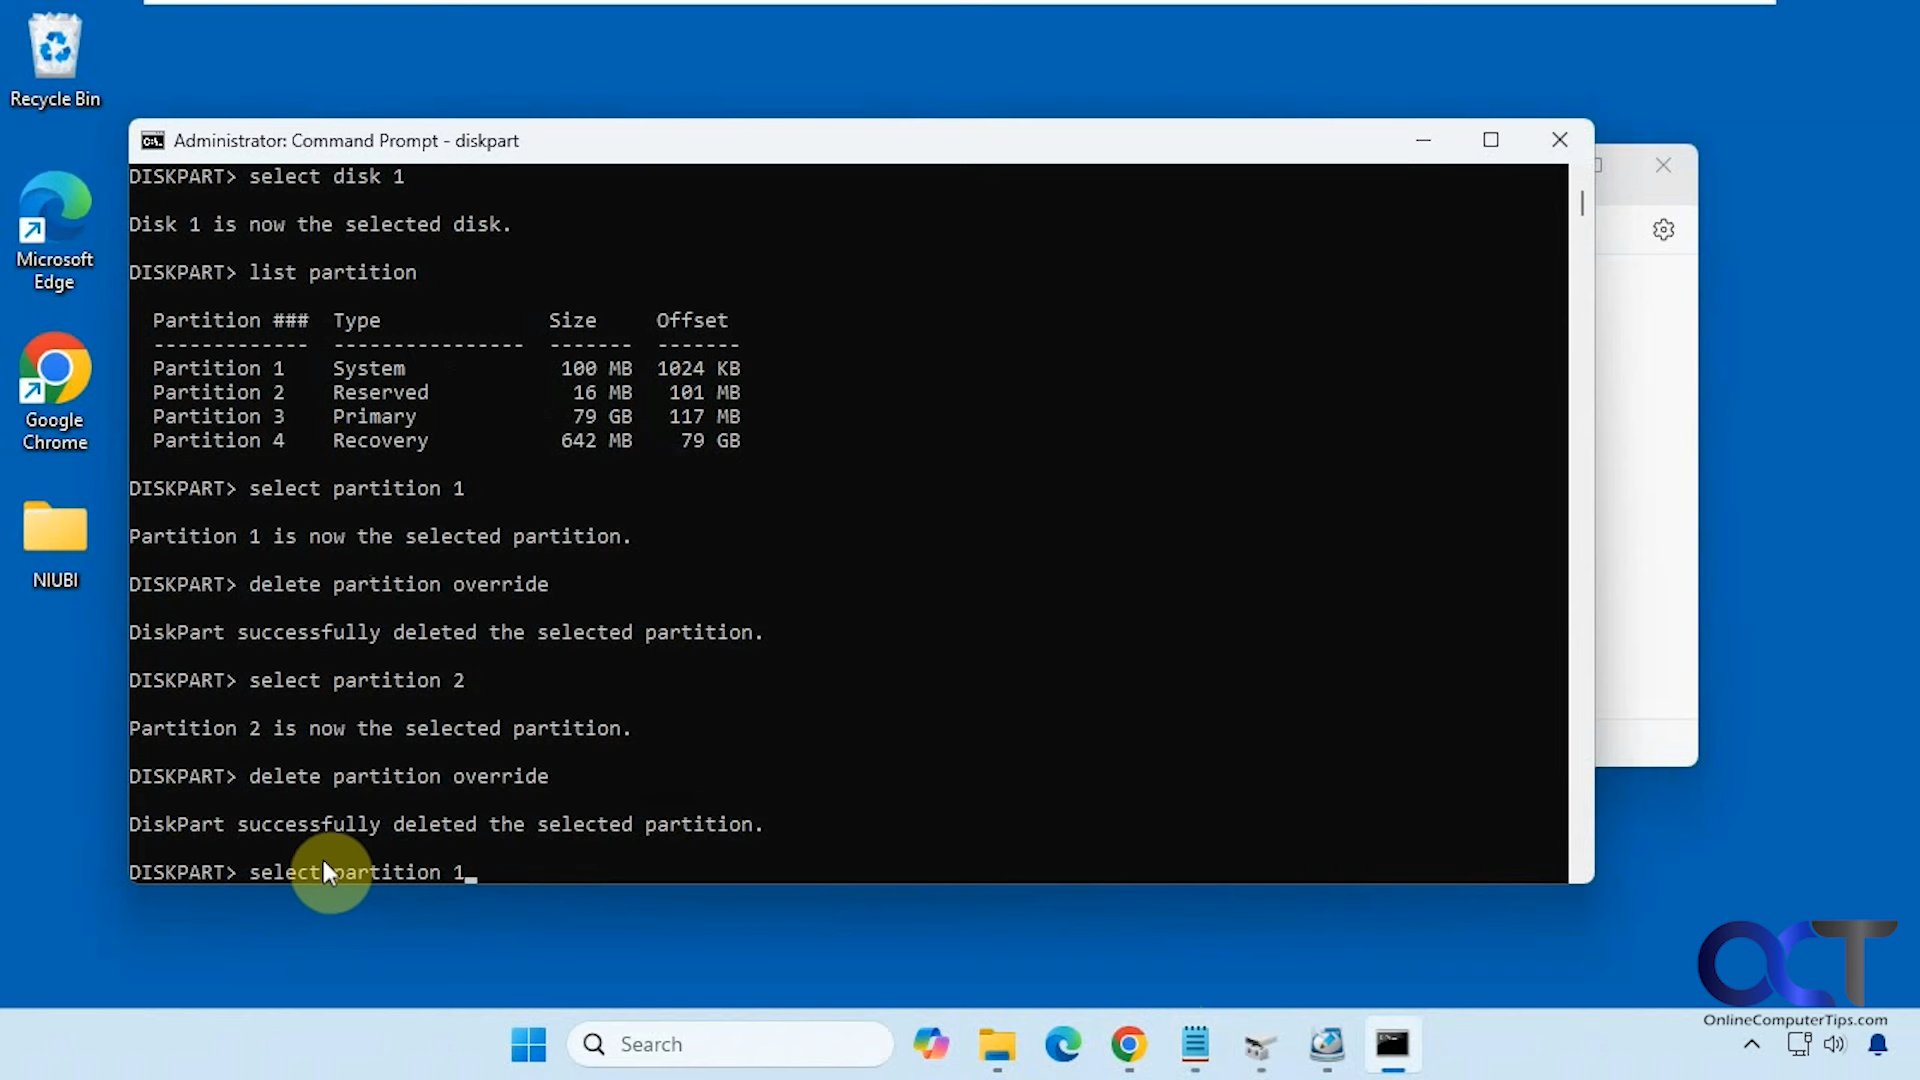 Recycle Bin
Microsoft
Edge
Google
Chrome
NIUBI
Administrator: Command Prompt - diskpart
DISKPART> select disk 1
Disk 1 is now the selected disk.
DISKPART> list partition
Partition ###  Type              Size     Offset
-------------  ----------------  -------  -------
Partition 1    System             100 MB  1024 KB
Partition 2    Reserved            16 MB   101 MB
Partition 3    Primary             79 GB   117 MB
Partition 4    Recovery           642 MB    79 GB
DISKPART> select partition 1
Partition 1 is now the selected partition.
DISKPART> delete partition override
DiskPart successfully deleted the selected partition.
DISKPART> select partition 2
Partition 2 is now the selected partition.
DISKPART> delete partition override
DiskPart successfully deleted the selected partition.
DISKPART> select partition 1_
OCT
OnlineComputerTips.com
Search